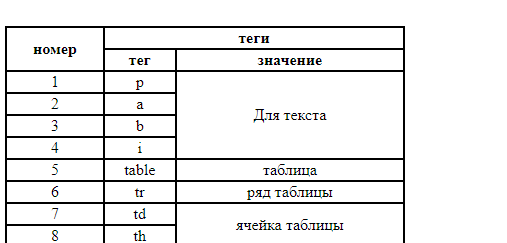 номер теги
тег значение
1 p
2 a
Для текста
3 b
4 i
5 table таблица
6 tr ряд таблицы
7 td
ячейка таблицы
8 th